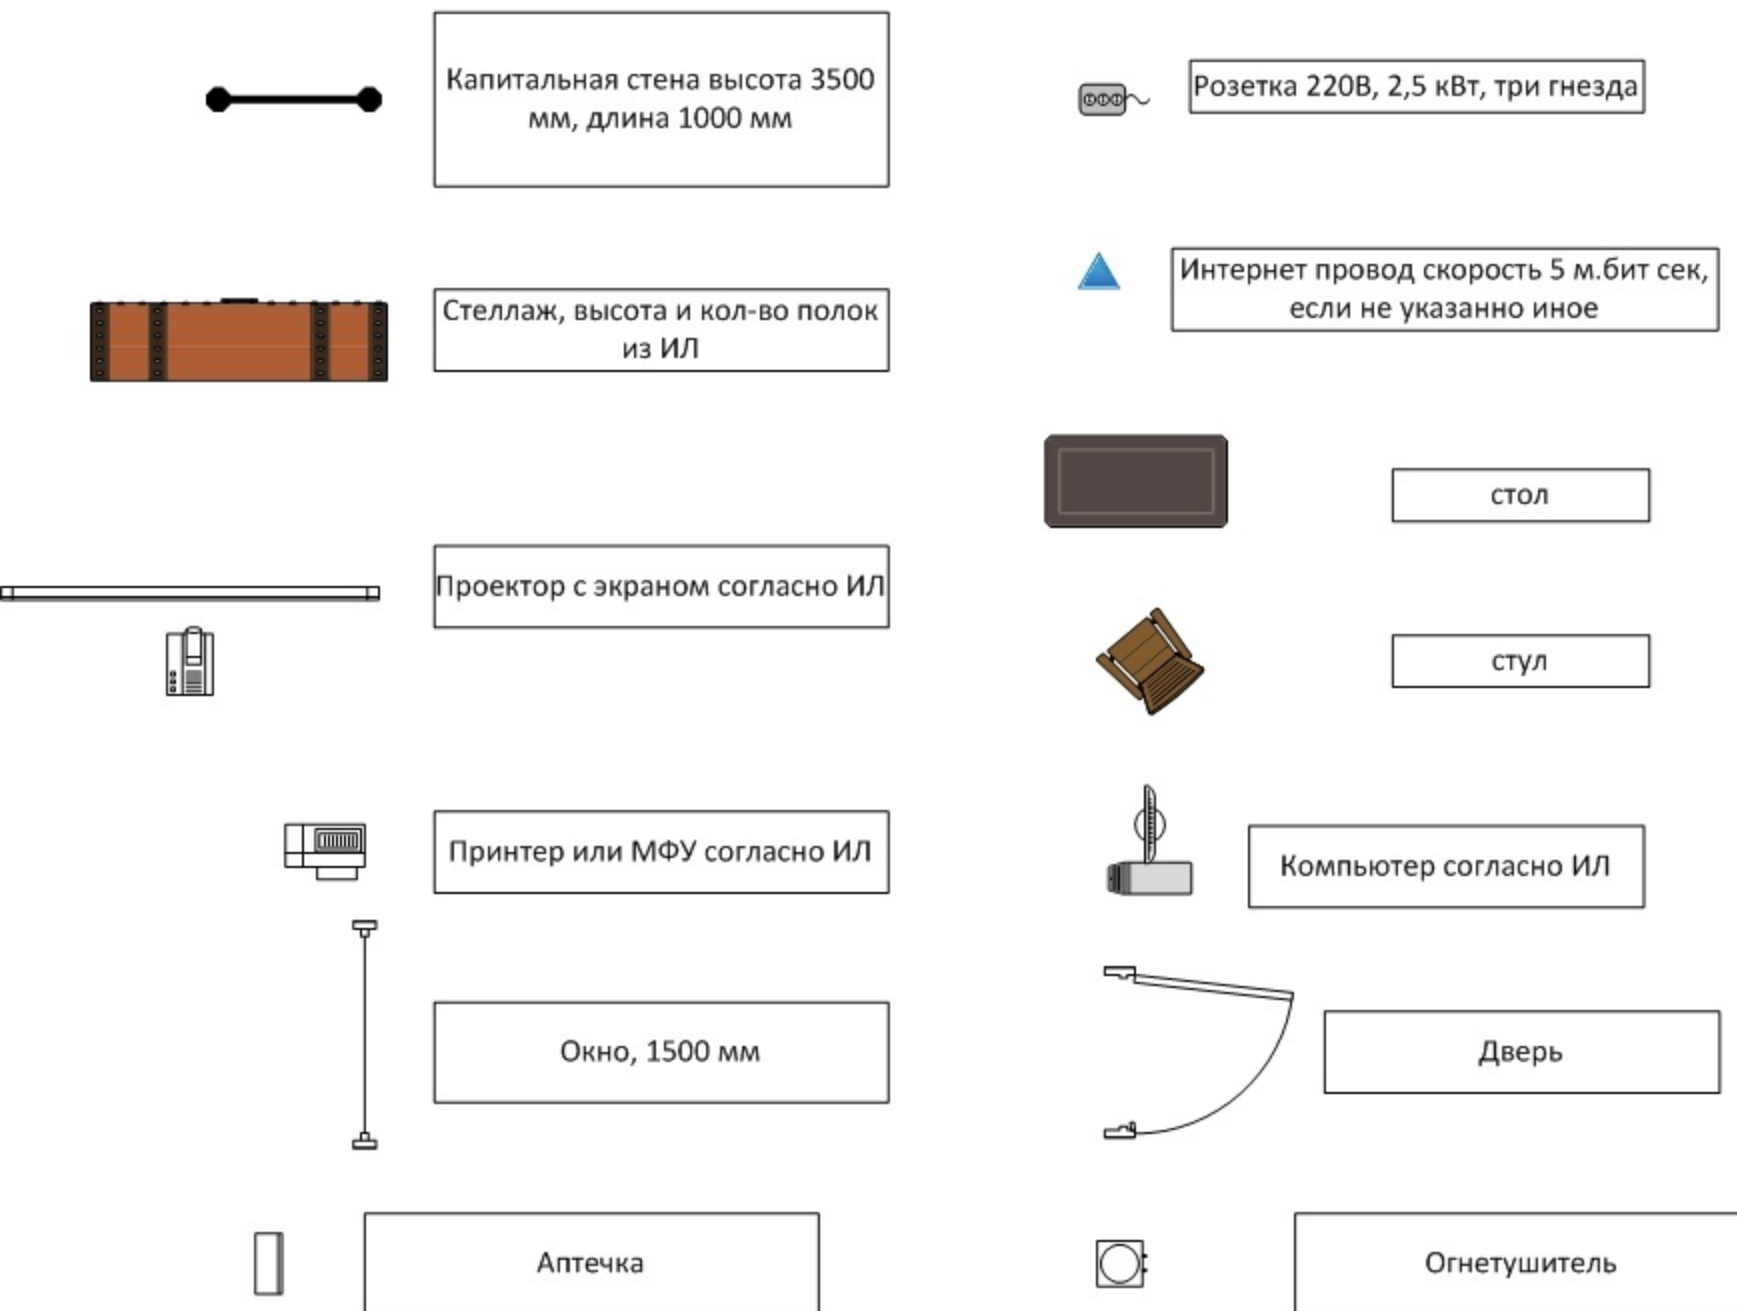 Капитальная стена высота 3500
мм, длина 1000 мм
Розетка 220В, 2,5 кВт, три гнезда
Стеллаж, высота и кол-во полок
из ИЛ
Интернет провод скорость 5 м.бит сек,
если не указанно иное
стол
Проектор с экраном согласно ИЛ
стул
Принтер или МФУ согласно ИЛ
Компьютер согласно ИЛ
Окно, 1500 мм
Дверь
Аптечка
Огнетушитель